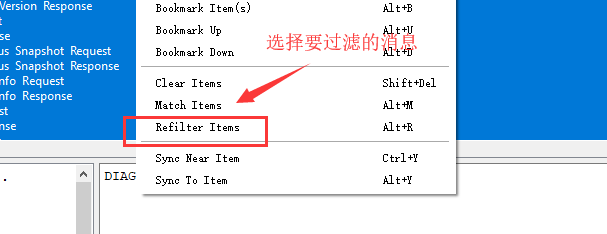 Version Response
us Snapshot Request
us Snapshot Response
nfo Request
nfo Response
st
nse
Bookmark Item(s) Alt+B
Bookmark Up Alt+U
Bookmark Down Alt+D
选择要过滤的消息
Clear Items Shift+Del
Match Items Alt+M
Refilter Items Alt+R
Sync Near Item Ctrl+Y
Sync To Item Alt+Y
DIAG